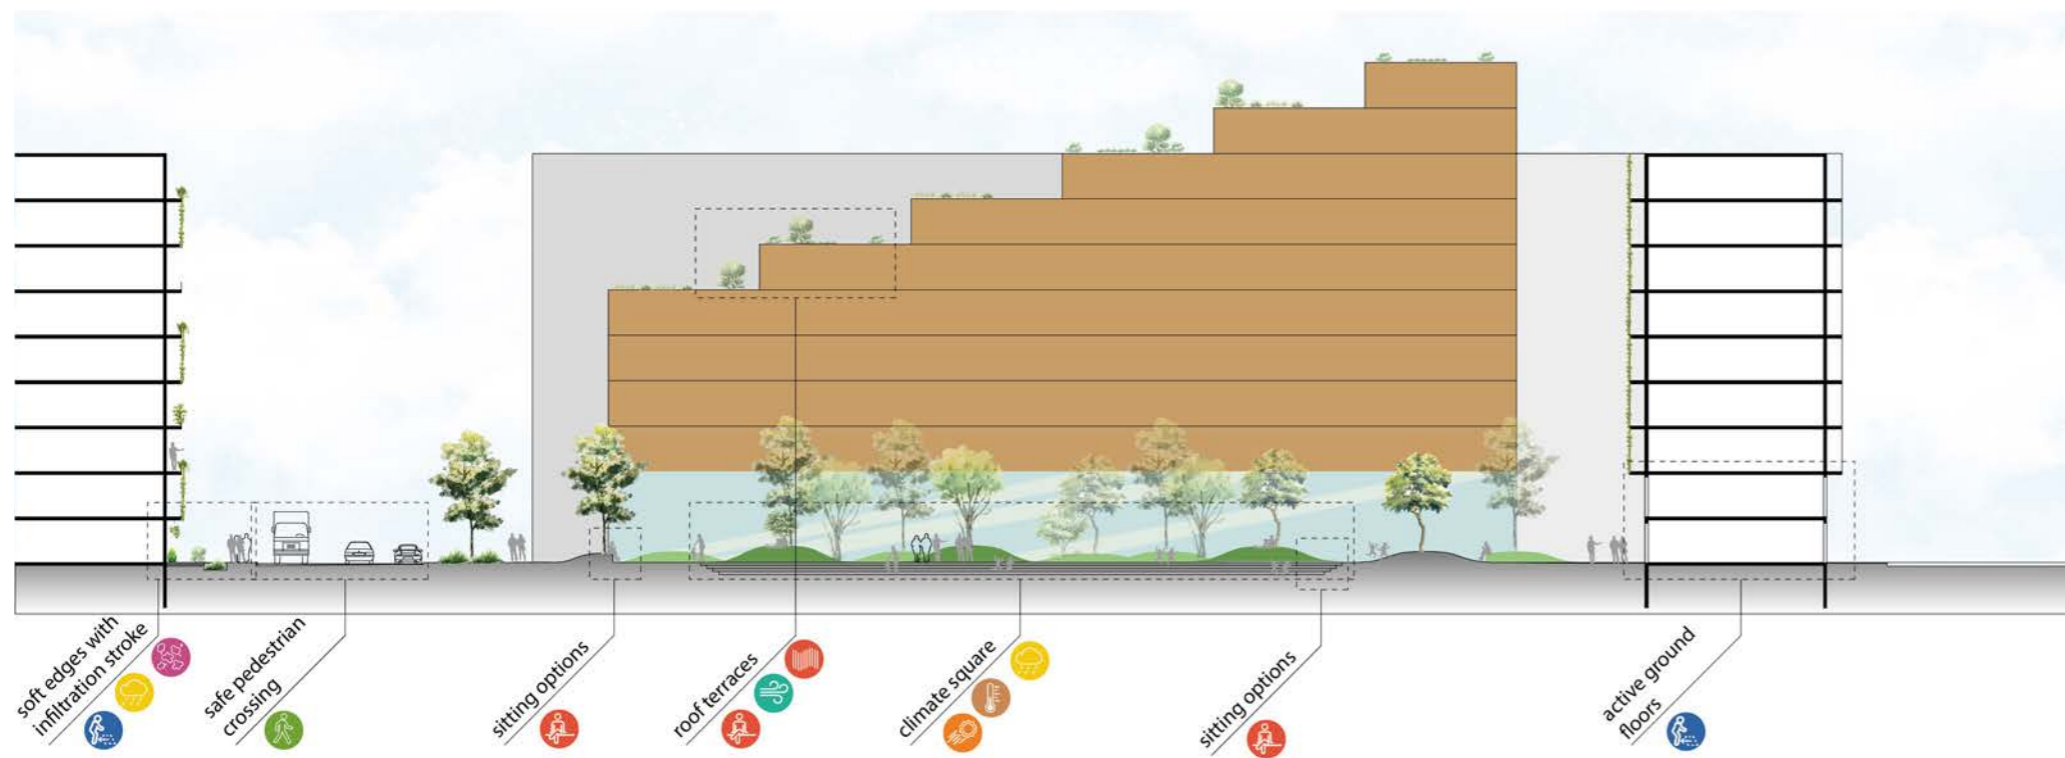 soft edges with
infiltration stroke
safe pedestrian
crossing
sitting options
roof terraces
climate square
sitting options
active ground
floors